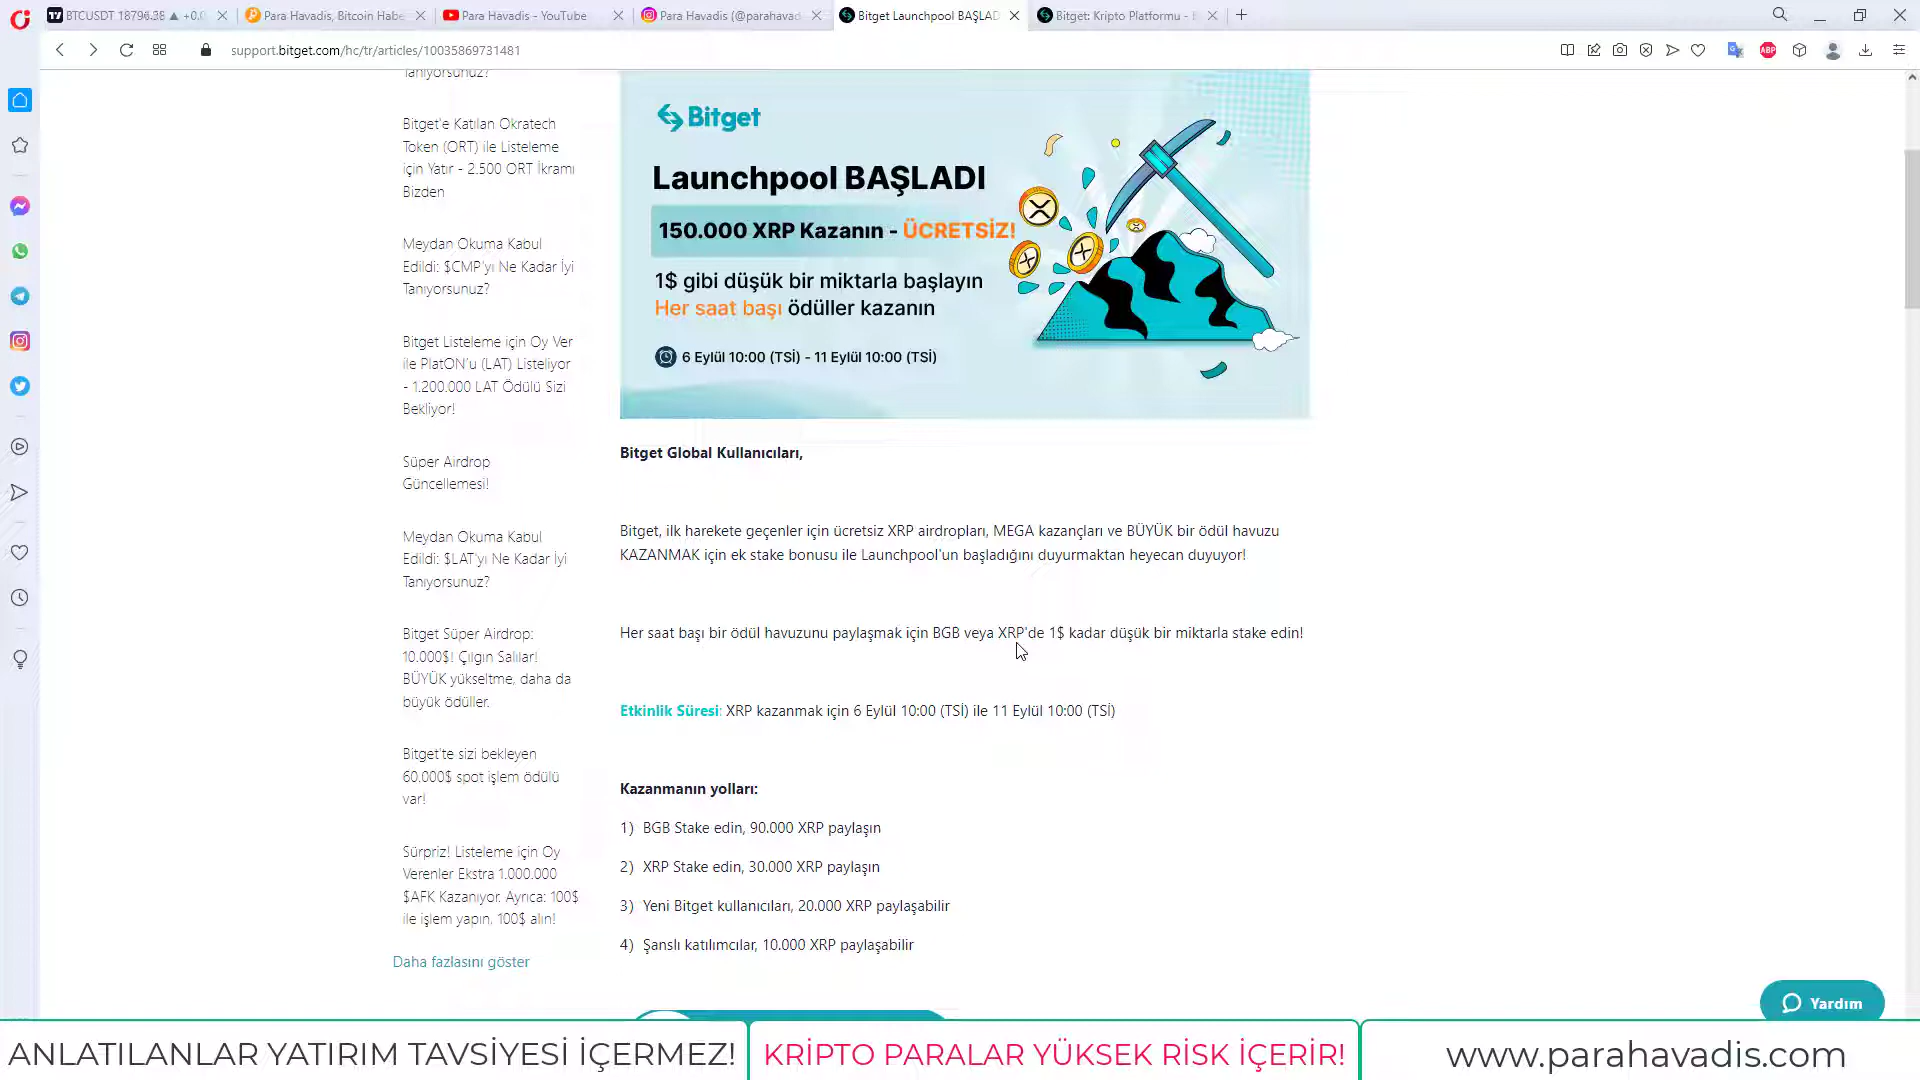 BTCUSDT 18796.38 ▲ +0.
Para Havadis, Bitcoin Habe
Para Havadis - YouTube
Para Havadis (@parahavad
Bitget Launchpool BAŞLAD
Bitget: Kripto Platformu -
support.bitget.com/hc/tr/articles/10035869731481
Tanıyorsunuz?
Bitget'e Katılan Okratech
Token (ORT) ile Listeleme
için Yatır - 2.500 ORT İkramı
Bizden
Meydan Okuma Kabul
Edildi: $CMP'yı Ne Kadar İyi
Tanıyorsunuz?
Bitget Listeleme için Oy Ver
ile PlatON'u (LAT) Listeliyor
- 1.200.000 LAT Ödülü Sizi
Bekliyor!
Süper Airdrop
Güncellemesi!
Meydan Okuma Kabul
Edildi: $LAT'yı Ne Kadar İyi
Tanıyorsunuz?
Bitget Süper Airdrop:
10.000$! Çılgın Salılar!
BÜYÜK yükseltme, daha da
büyük ödüller.
Bitget'te sizi bekleyen
60.000$ spot işlem ödülü
var!
Sürpriz! Listeleme için Oy
Verenler Ekstra 1.000.000
$AFK Kazanıyor. Ayrıca: 100$
ile işlem yapın, 100$ alın!
Daha fazlasını göster
Bitget
Launchpool BAŞLADI
150.000 XRP Kazanın - ÜCRETSİZ!
1$ gibi düşük bir miktarla başlayın
Her saat başı ödüller kazanın
6 Eylül 10:00 (TSİ) - 11 Eylül 10:00 (TSİ)
Bitget Global Kullanıcıları,
Bitget, ilk harekete geçenler için ücretsiz XRP airdropları, MEGA kazançları ve BÜYÜK bir ödül havuzu
KAZANMAK için ek stake bonusu ile Launchpool'un başladığını duyurmaktan heyecan duyuyor!
Her saat başı bir ödül havuzunu paylaşmak için BGB veya XRP'de 1$ kadar düşük bir miktarla stake edin!
Etkinlik Süresi: XRP kazanmak için 6 Eylül 10:00 (TSİ) ile 11 Eylül 10:00 (TSİ)
Kazanmanın yolları:
1) BGB Stake edin, 90.000 XRP paylaşın
2) XRP Stake edin, 30.000 XRP paylaşın
3) Yeni Bitget kullanıcıları, 20.000 XRP paylaşabilir
4) Şanslı katılımcılar, 10.000 XRP paylaşabilir
Yardım
ANLATILANLAR YATIRIM TAVSİYESİ İÇERMEZ!
KRİPTO PARALAR YÜKSEK RİSK İÇERİR!
www.parahavadis.com